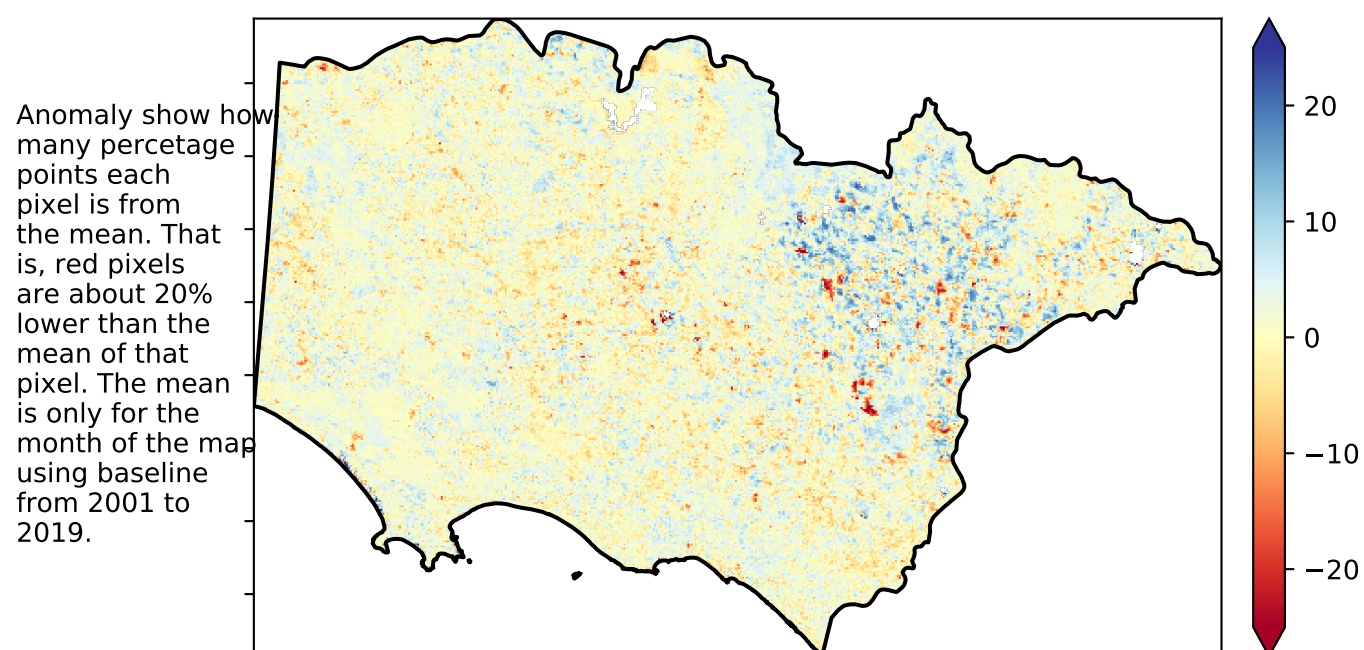 Anomaly show how
many percetage
points each
pixel is from
the mean. That
is, red pixels
are about 20%
lower than the
mean of that
pixel. The mean
is only for the
month of the map
using baseline
from 2001 to
2019.
20
10
0
−10
−20